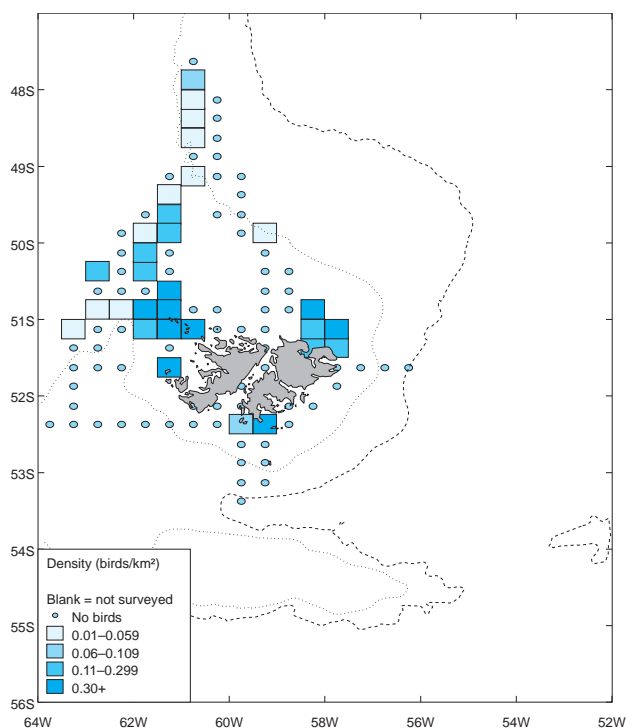 48S
49S
50S
51S
52S
53S
54S
55S
56S
Density (birds/km²)
Blank = not surveyed
No birds
0.01–0.059
0.06–0.109
0.11–0.299
0.30+
64W 62W 60W 58W 56W 54W 52W